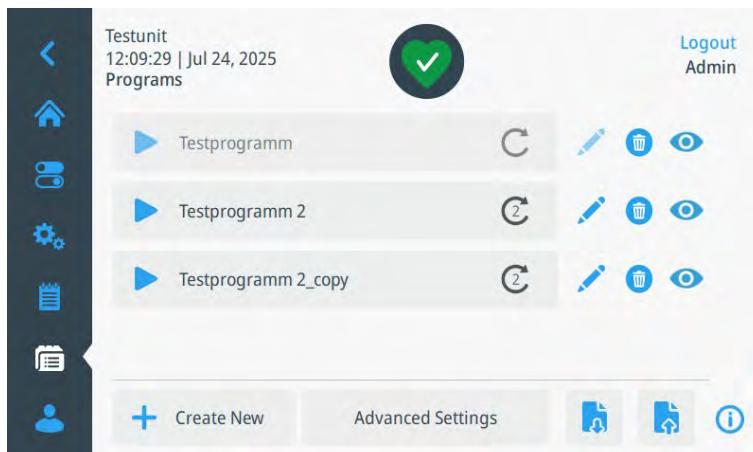 Testunit
12:09:29 | Jul 24, 2025
Programs
Logout
Admin
Testprogramm
Testprogramm 2
2
Testprogramm 2_copy
2
Create New
Advanced Settings